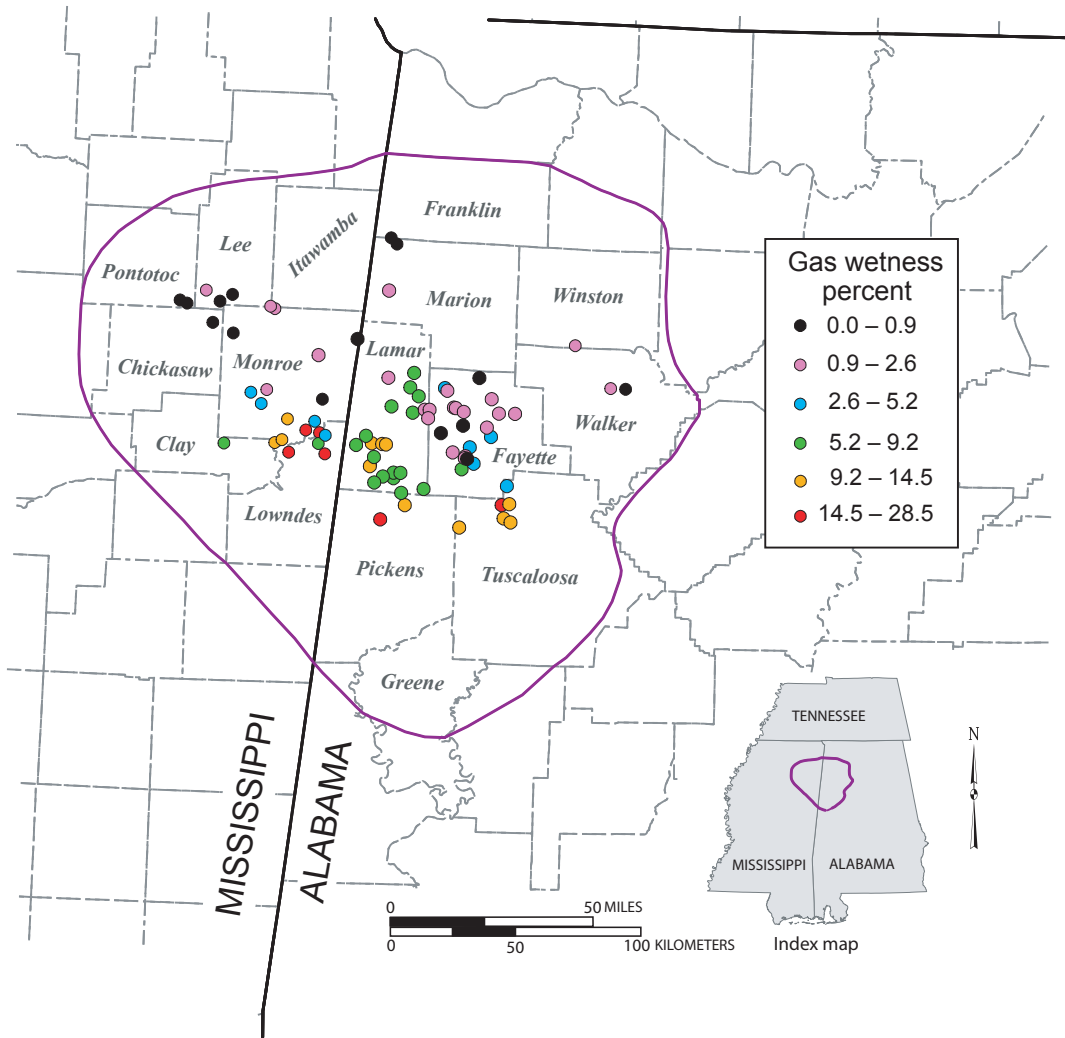 Franklin
Lee
Itawamba
Pontotoc
Marion
Winston
Lamar
Chickasaw
Monroe
Walker
Clay
Fayette
Lowndes
Pickens
Tuscaloosa
Greene
MISSISSIPPI
ALABAMA
Gas wetness
percent
0.0 – 0.9
0.9 – 2.6
2.6 – 5.2
5.2 – 9.2
9.2 – 14.5
14.5 – 28.5
TENNESSEE
MISSISSIPPI ALABAMA
Index map
N
0 50 MILES
0 50 100 KILOMETERS